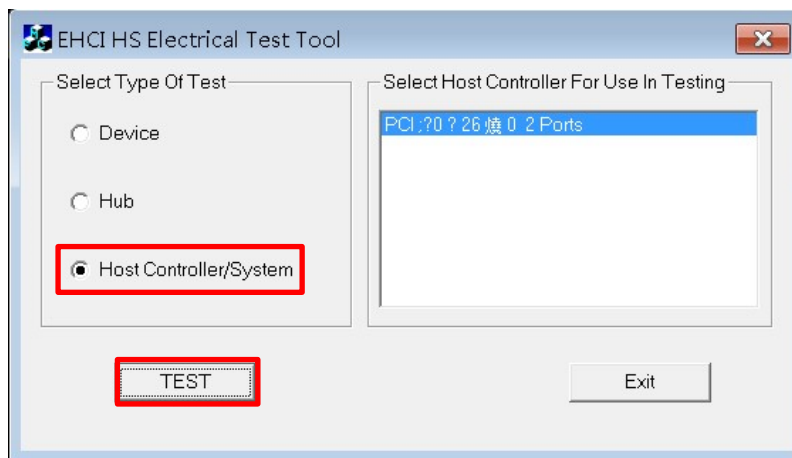 EHCI HS Electrical Test Tool
Select Type Of Test
Device
Hub
Host Controller/System
Select Host Controller For Use In Testing
PCI ;?0 ? 26 燒 0 2 Ports
TEST
Exit